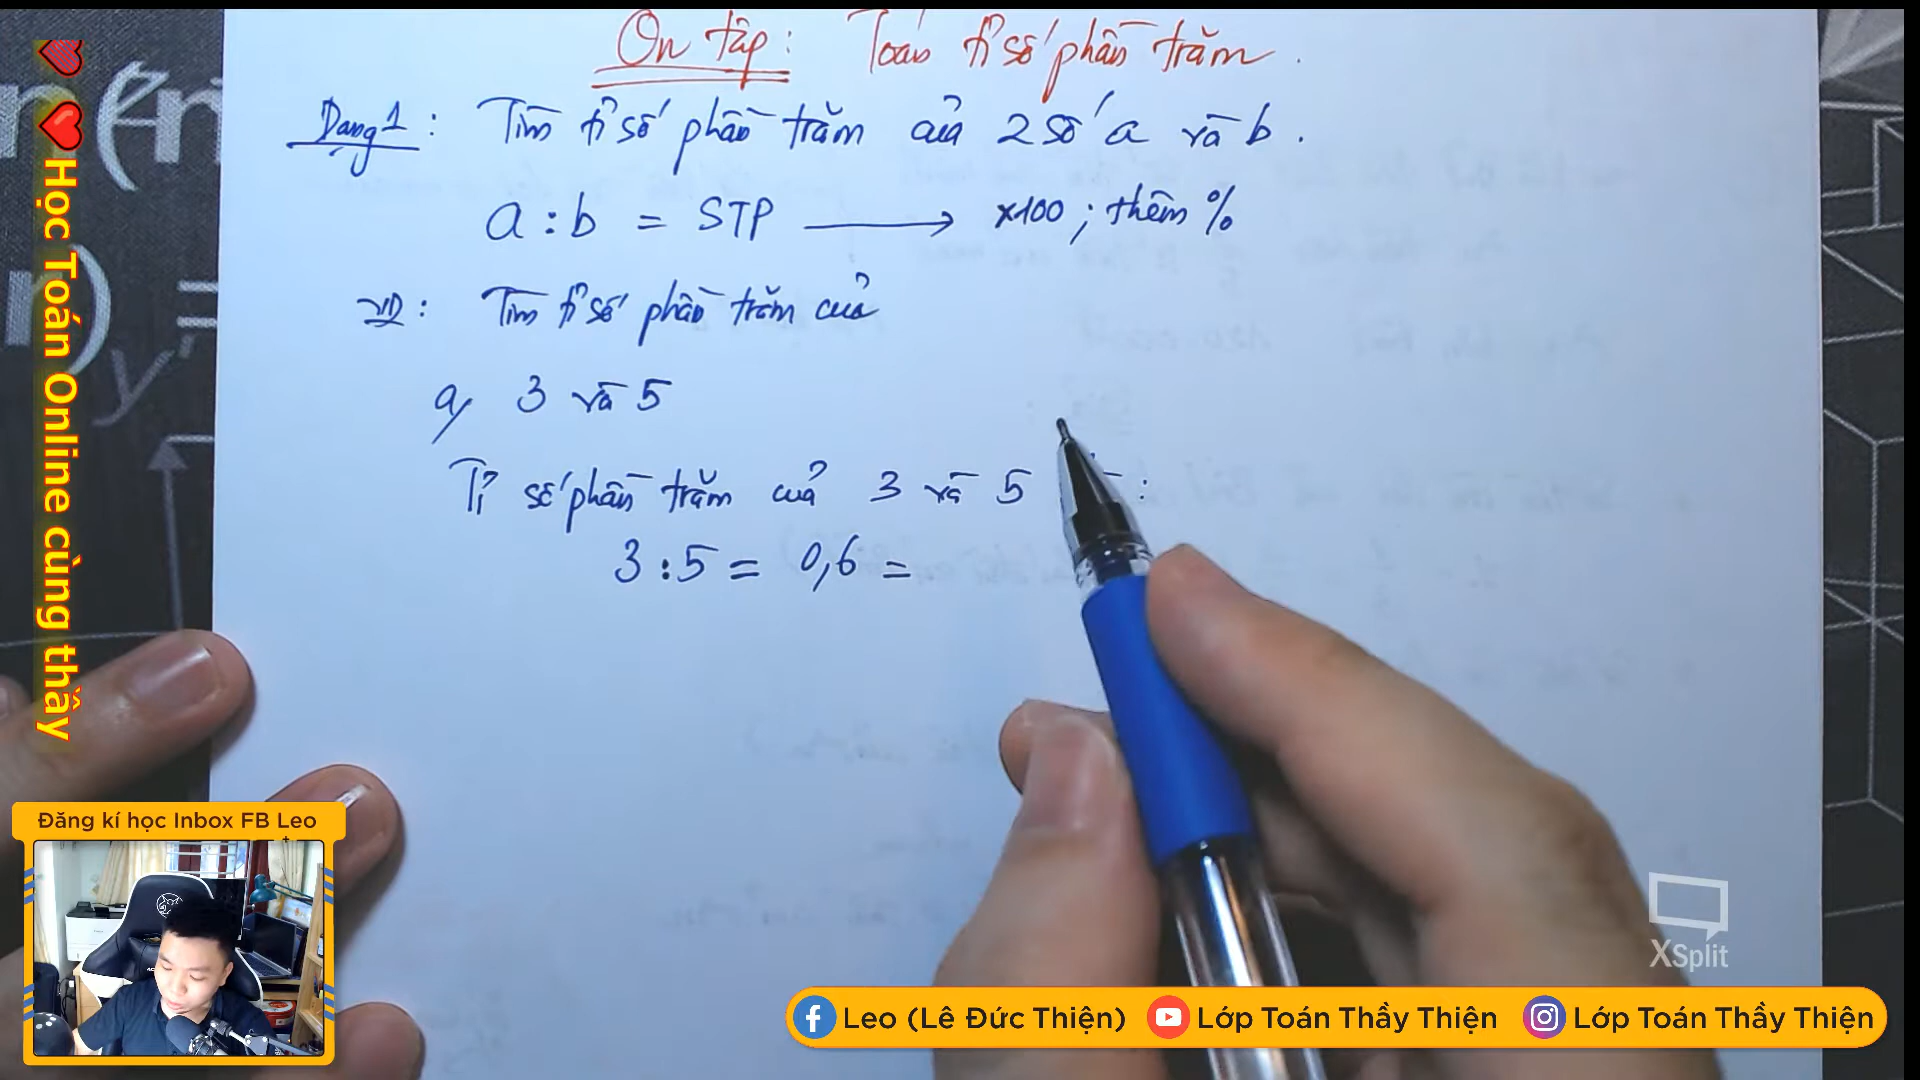 Ôn tập: Toán tỉ số phần trăm.
Dạng 1: Tìm tỉ số phần trăm của 2 số a và b.
a : b = STP → x100 ; thêm %
VD: Tìm tỉ số phần trăm của
a, 3 và 5
Tỉ số phần trăm của 3 và 5 :
3 : 5 = 0,6 =
Học Toán Online cùng thầy
Đăng kí học Inbox FB Leo
XSplit
Leo (Lê Đức Thiện) Lớp Toán Thầy Thiện Lớp Toán Thầy Thiện